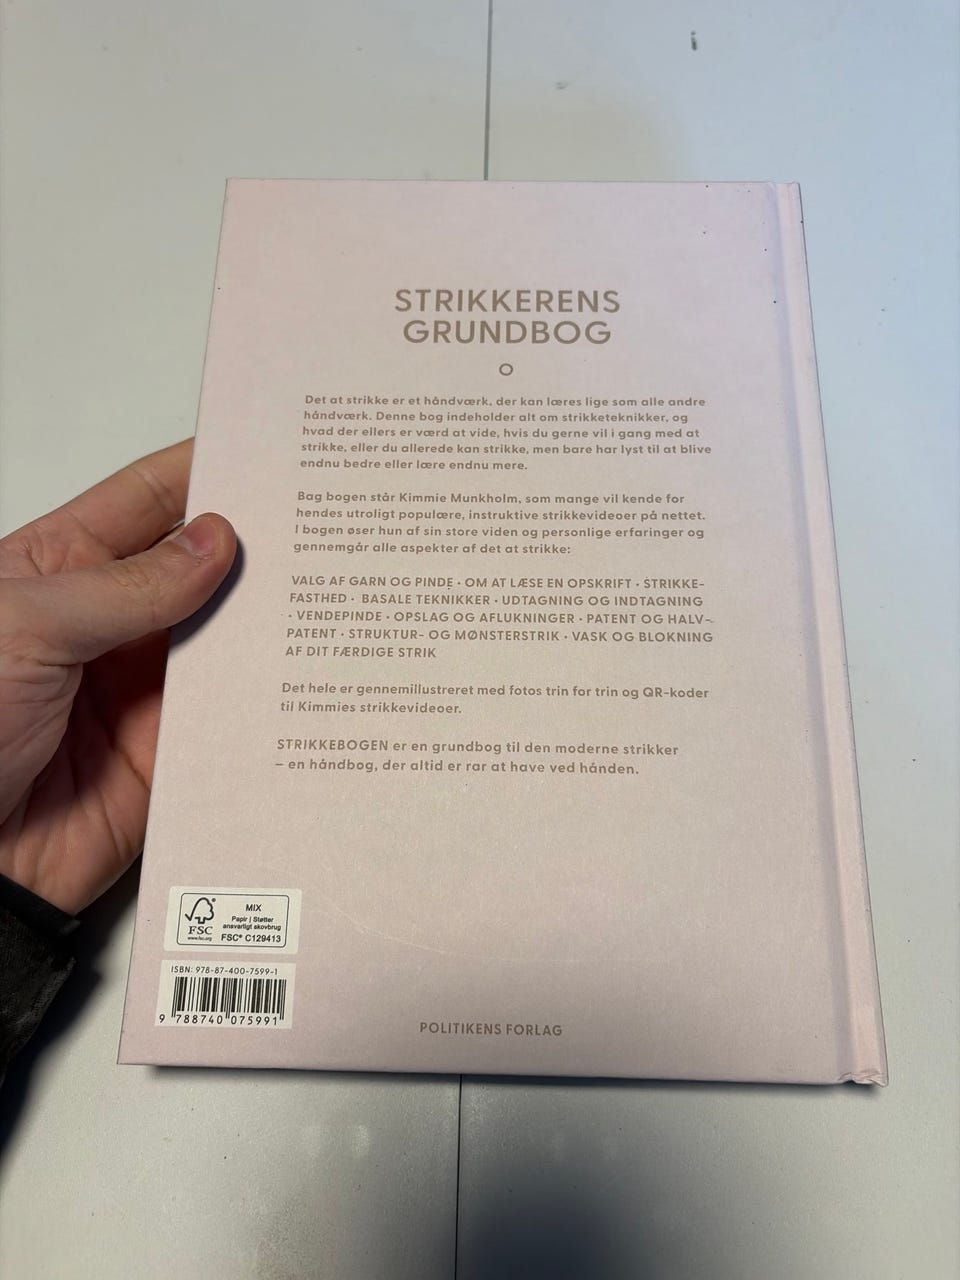 STRIKKERENS
GRUNDBOG
Det at strikke er et håndværk, der kan læres lige som alle andre
håndværk. Denne bog indeholder alt om strikketeknikker, og
hvad der ellers er værd at vide, hvis du gerne vil i gang med at
strikke, eller du allerede kan strikke, men bare har lyst til at blive
endnu bedre eller lære endnu mere.
Bag bogen står Kimmie Munkholm, som mange vil kende for
hendes utroligt populære, instruktive strikkevideoer på nettet.
I bogen øser hun af sin store viden og personlige erfaringer og
gennemgår alle aspekter af det at strikke:
VALG AF GARN OG PINDE · OM AT LÆSE EN OPSKRIFT · STRIKKE-
FASTHED · BASALE TEKNIKKER · UDTAGNING OG INDTAGNING
· VENDEPINDE · OPSLAG OG AFLUKNINGER · PATENT OG HALV-
PATENT · STRUKTUR- OG MØNSTERSTRIK · VASK OG BLOKNING
AF DIT FÆRDIGE STRIK
Det hele er gennemillustreret med fotos trin for trin og QR-koder
til Kimmies strikkevideoer.
STRIKKEBOGEN er en grundbog til den moderne strikker
– en håndbog, der altid er rar at have ved hånden.
FSC
www.fsc.org
MIX
Papir | Støtter
ansvarligt skovbrug
FSC® C129413
ISBN: 978-87-400-7599-1
9 788740 075991
POLITIKENS FORLAG